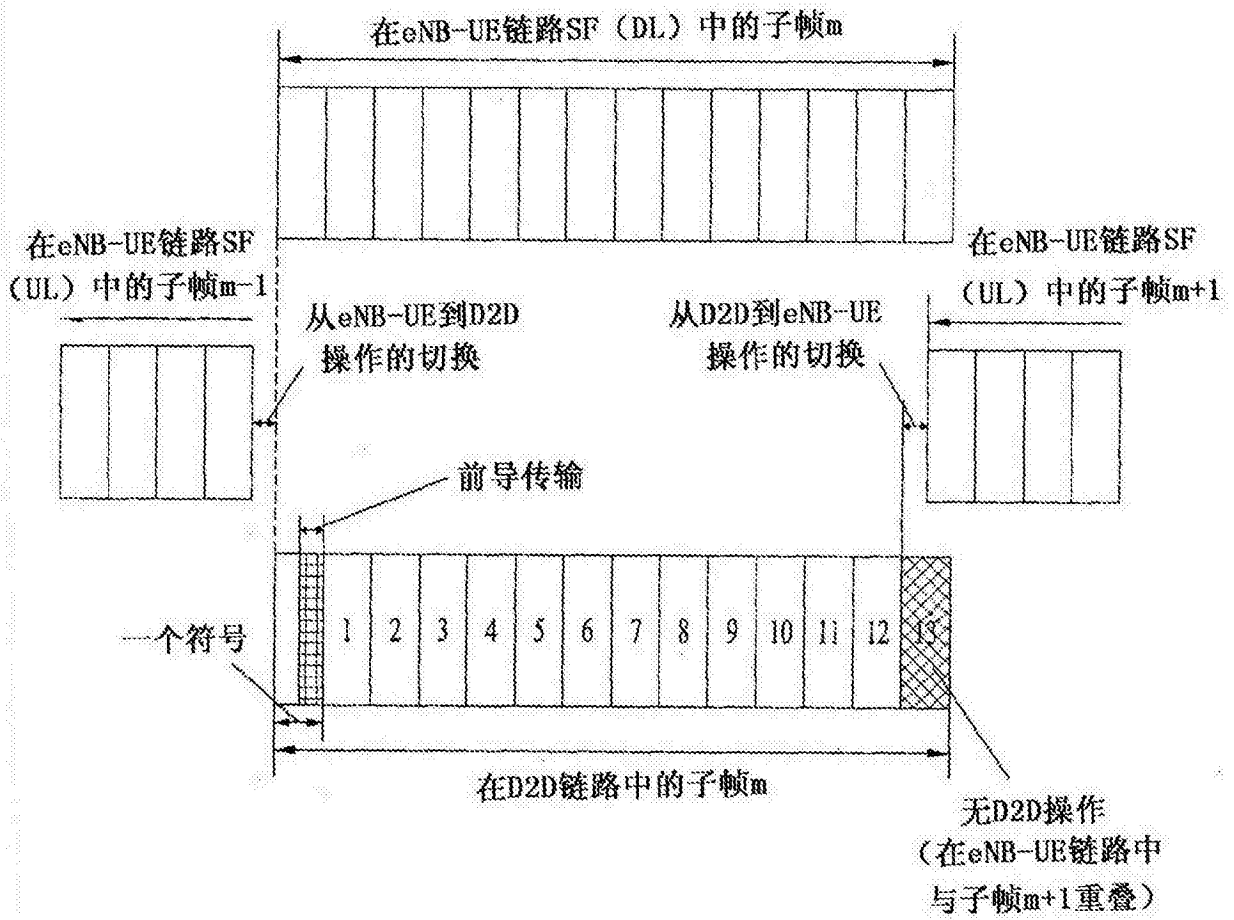 在eNB-UE链路SF（DL）中的子帧m
在eNB-UE链路SF
（UL）中的子帧m-1
在eNB-UE链路SF
（UL）中的子帧m+1
从eNB-UE到D2D
操作的切换
从D2D到eNB-UE
操作的切换
前导传输
一个符号
1 2 3 4 5 6 7 8 9 10 11 12 13
在D2D链路中的子帧m
无D2D操作
（在eNB-UE链路中
与子帧m+1重叠）